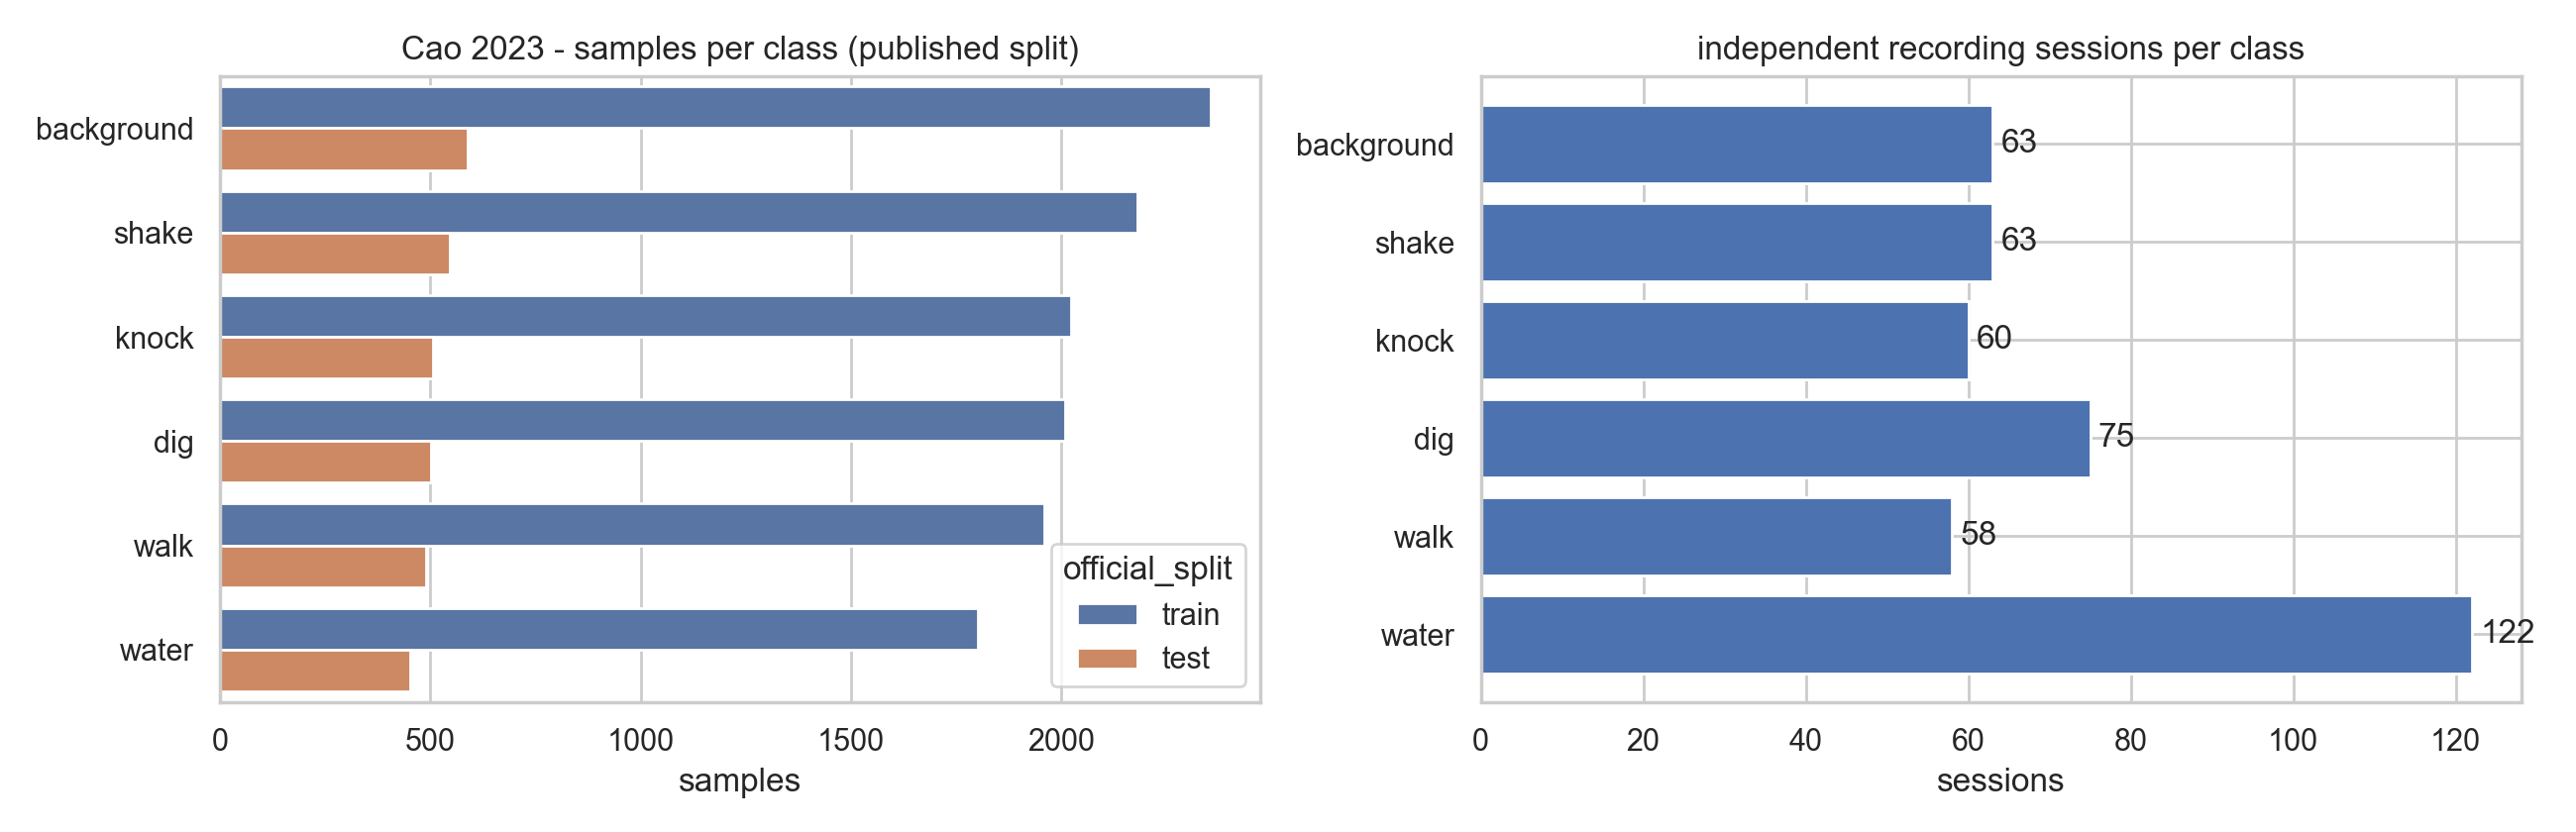 Cao 2023 - samples per class (published split)
background
shake
knock
dig
walk
water
official_split
train
test
0 500 1000 1500 2000
samples
independent recording sessions per class
background 63
shake 63
knock 60
dig 75
walk 58
water 122
0 20 40 60 80 100 120
sessions